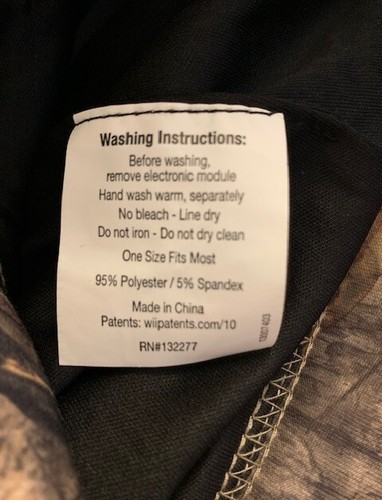 Washing Instructions:
Before washing,
remove electronic module
Hand wash warm, separately
No bleach - Line dry
Do not iron - Do not dry clean
One Size Fits Most
95% Polyester / 5% Spandex
Made in China
Patents: wiipatents.com/10
RN#132277